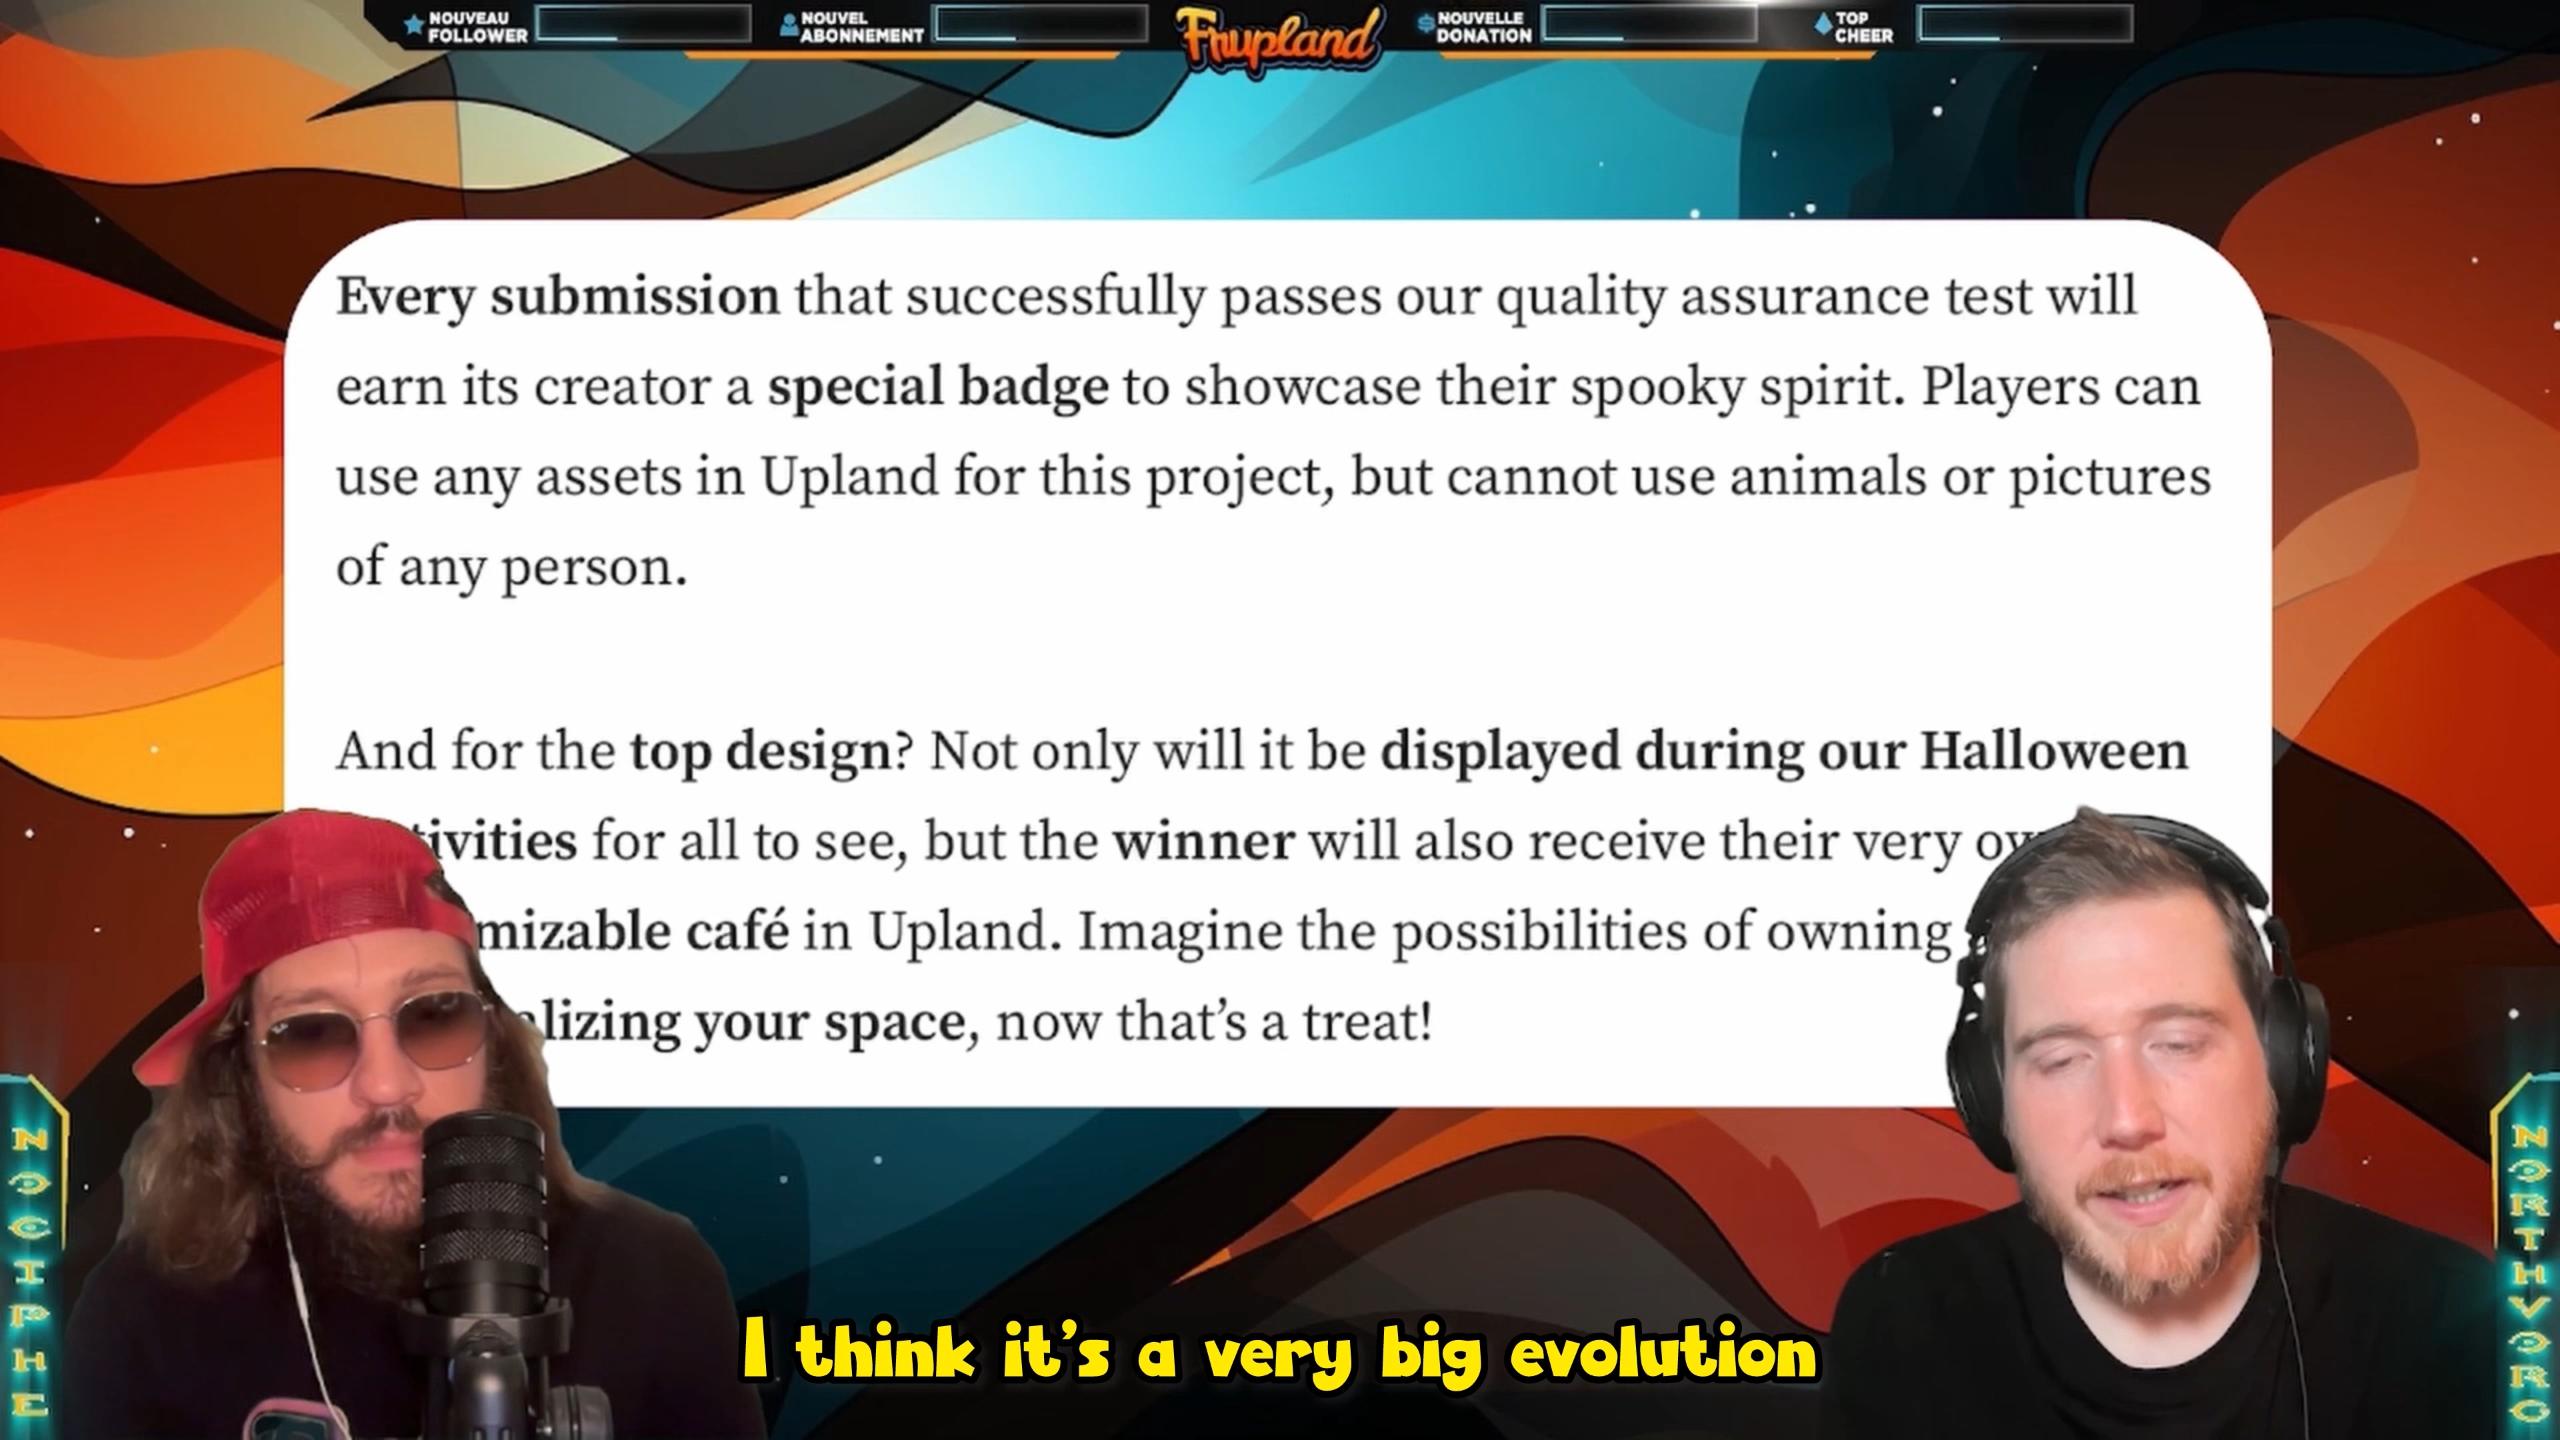 NOUVEAU FOLLOWER
NOUVEL ABONNEMENT
Frupland
NOUVELLE DONATION
TOP CHEER
Every submission that successfully passes our quality assurance test will
earn its creator a special badge to showcase their spooky spirit. Players can
use any assets in Upland for this project, but cannot use animals or pictures
of any person.
And for the top design? Not only will it be displayed during our Halloween
tivities for all to see, but the winner will also receive their very
mizable café in Upland. Imagine the possibilities of owning
lizing your space, now that's a treat!
NOCIPHE
NORTHVORC
I think it's a very big evolution